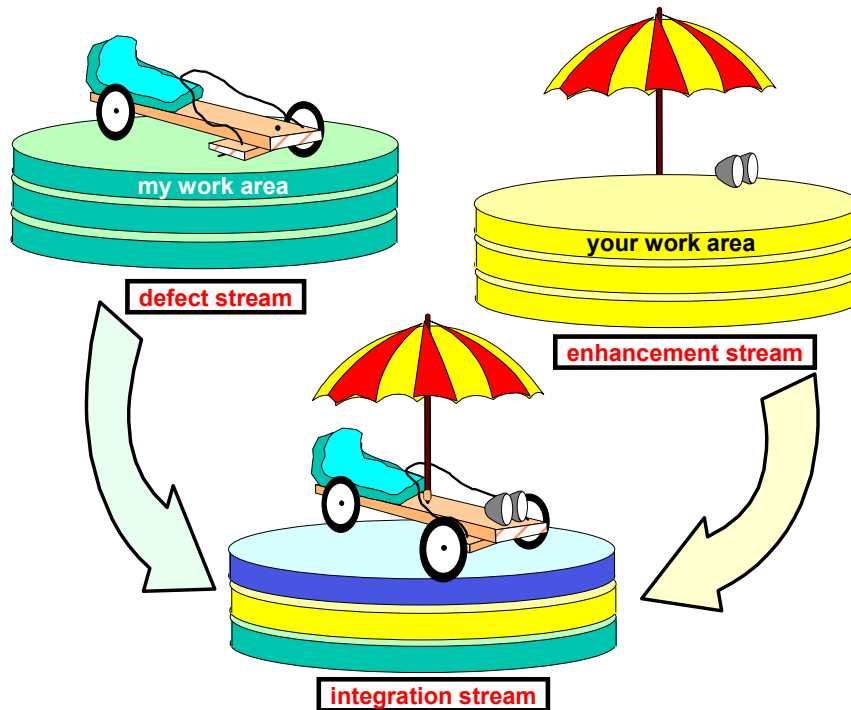 my work area
your work area
defect stream
enhancement stream
integration stream